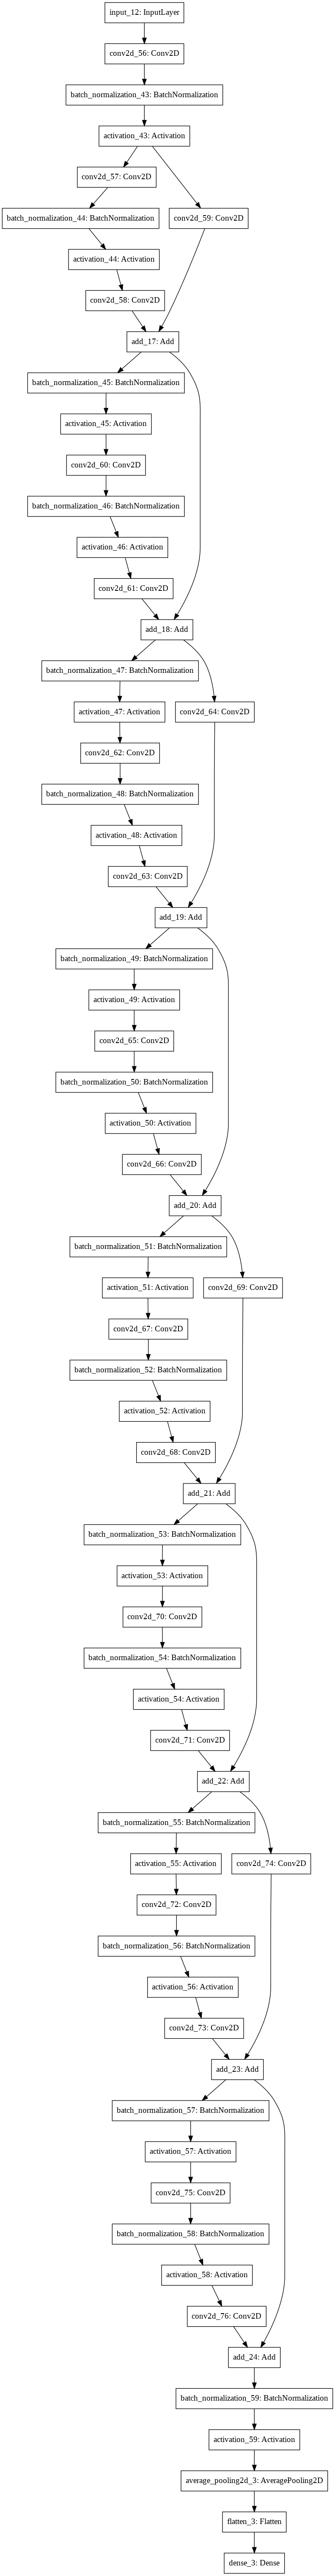 input_12: InputLayer
conv2d_56: Conv2D
batch_normalization_43: BatchNormalization
activation_43: Activation
conv2d_57: Conv2D
batch_normalization_44: BatchNormalization
conv2d_59: Conv2D
activation_44: Activation
conv2d_58: Conv2D
add_17: Add
batch_normalization_45: BatchNormalization
activation_45: Activation
conv2d_60: Conv2D
batch_normalization_46: BatchNormalization
activation_46: Activation
conv2d_61: Conv2D
add_18: Add
batch_normalization_47: BatchNormalization
activation_47: Activation
conv2d_64: Conv2D
conv2d_62: Conv2D
batch_normalization_48: BatchNormalization
activation_48: Activation
conv2d_63: Conv2D
add_19: Add
batch_normalization_49: BatchNormalization
activation_49: Activation
conv2d_65: Conv2D
batch_normalization_50: BatchNormalization
activation_50: Activation
conv2d_66: Conv2D
add_20: Add
batch_normalization_51: BatchNormalization
activation_51: Activation
conv2d_69: Conv2D
conv2d_67: Conv2D
batch_normalization_52: BatchNormalization
activation_52: Activation
conv2d_68: Conv2D
add_21: Add
batch_normalization_53: BatchNormalization
activation_53: Activation
conv2d_70: Conv2D
batch_normalization_54: BatchNormalization
activation_54: Activation
conv2d_71: Conv2D
add_22: Add
batch_normalization_55: BatchNormalization
activation_55: Activation
conv2d_74: Conv2D
conv2d_72: Conv2D
batch_normalization_56: BatchNormalization
activation_56: Activation
conv2d_73: Conv2D
add_23: Add
batch_normalization_57: BatchNormalization
activation_57: Activation
conv2d_75: Conv2D
batch_normalization_58: BatchNormalization
activation_58: Activation
conv2d_76: Conv2D
add_24: Add
batch_normalization_59: BatchNormalization
activation_59: Activation
average_pooling2d_3: AveragePooling2D
flatten_3: Flatten
dense_3: Dense